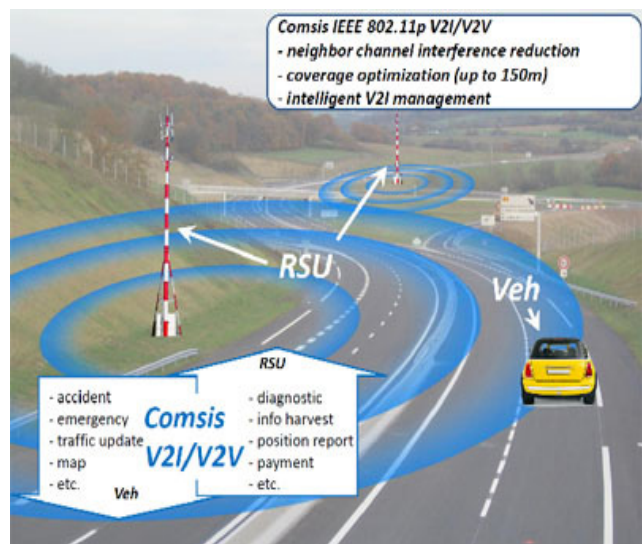 Comsis IEEE 802.11p V2I/V2V
- neighbor channel interference reduction
- coverage optimization (up to 150m)
- intelligent V2I management
RSU
Veh
RSU
- accident
- emergency
- traffic update
- map
- etc.
Veh
Comsis
V2I/V2V
- diagnostic
- info harvest
- position report
- payment
- etc.